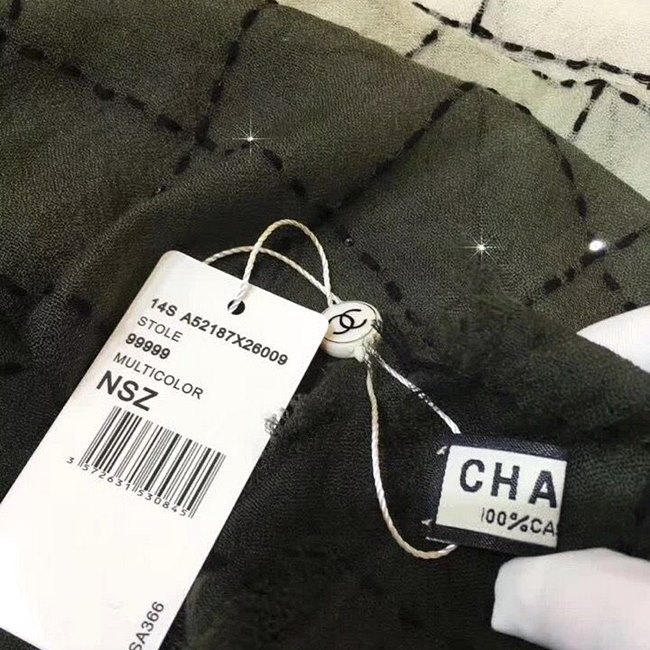 14S A52187X26009
STOLE
99999
MULTICOLOR
NSZ
3 572631 530845
SA366
CHA
100%CA